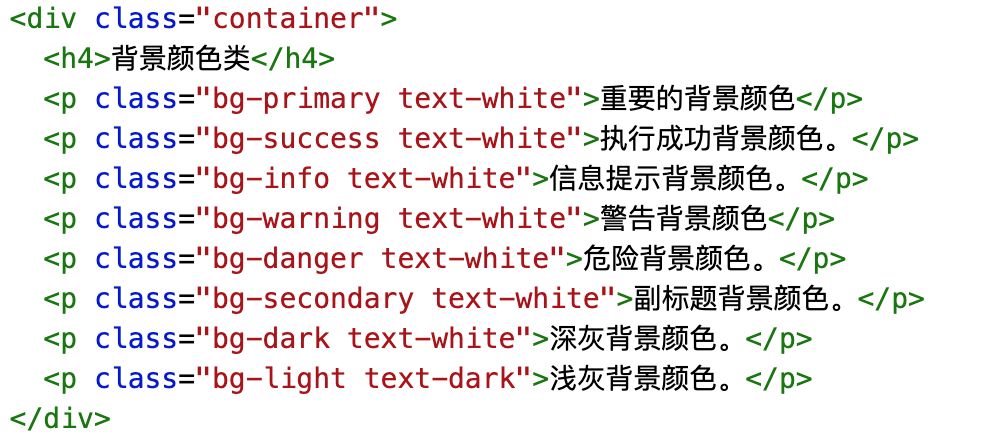 <div class="container">
  <h4>背景颜色类</h4>
  <p class="bg-primary text-white">重要的背景颜色</p>
  <p class="bg-success text-white">执行成功背景颜色。</p>
  <p class="bg-info text-white">信息提示背景颜色。</p>
  <p class="bg-warning text-white">警告背景颜色</p>
  <p class="bg-danger text-white">危险背景颜色。</p>
  <p class="bg-secondary text-white">副标题背景颜色。</p>
  <p class="bg-dark text-white">深灰背景颜色。</p>
  <p class="bg-light text-dark">浅灰背景颜色。</p>
</div>